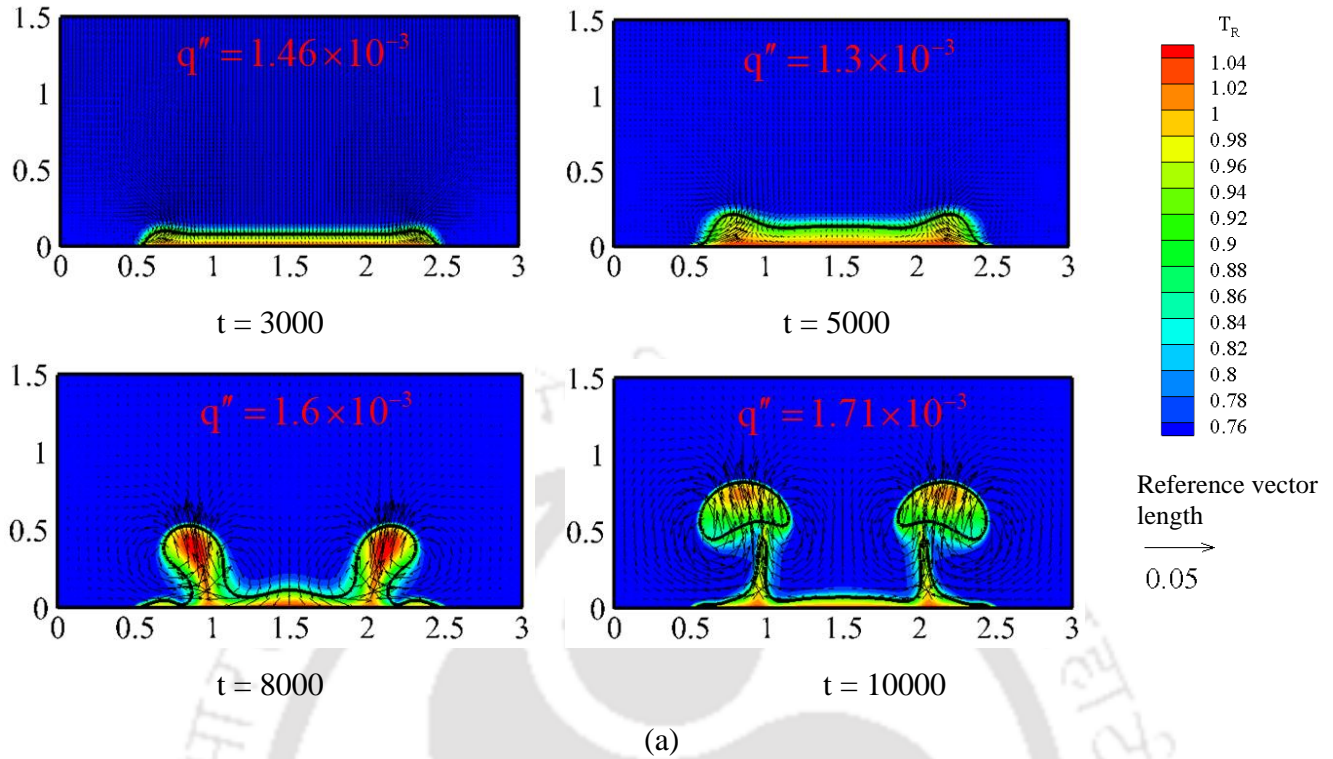 q″ = 1.46×10⁻³
1.5
1
0.5
0
0 0.5 1 1.5 2 2.5 3
t = 3000
q″ = 1.3×10⁻³
1.5
1
0.5
0
0 0.5 1 1.5 2 2.5 3
t = 5000
q″ = 1.6×10⁻³
1.5
1
0.5
0
0 0.5 1 1.5 2 2.5 3
t = 8000
q″ = 1.71×10⁻³
1.5
1
0.5
0
0 0.5 1 1.5 2 2.5 3
t = 10000
T_R
1.04
1.02
1
0.98
0.96
0.94
0.92
0.9
0.88
0.86
0.84
0.82
0.8
0.78
0.76
Reference vector
length
0.05
(a)